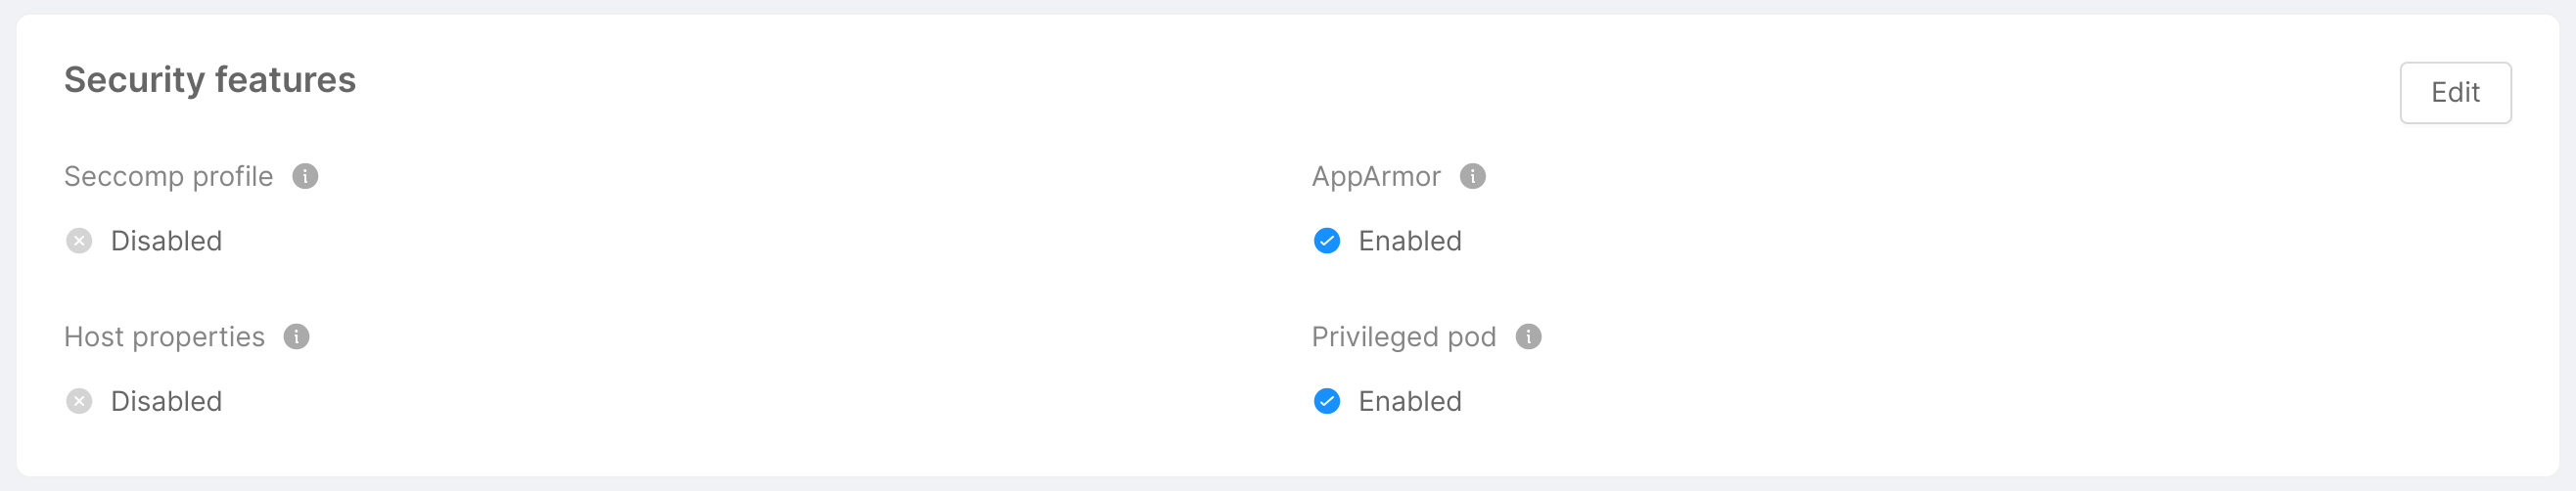 Security features
Edit
Seccomp profile
AppArmor
Disabled
Enabled
Host properties
Privileged pod
Disabled
Enabled